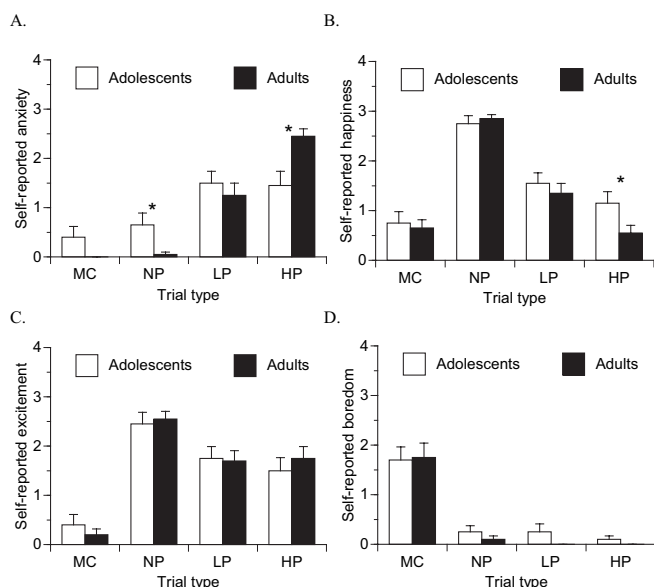 A.
Self-reported anxiety
4
3
2
1
0
Adolescents
Adults
*
*
MC
NP
LP
HP
Trial type
B.
Self-reported happiness
4
3
2
1
0
Adolescents
Adults
*
MC
NP
LP
HP
Trial type
C.
Self-reported excitement
4
3
2
1
0
Adolescents
Adults
MC
NP
LP
HP
Trial type
D.
Self-reported boredom
4
3
2
1
0
Adolescents
Adults
MC
NP
LP
HP
Trial type